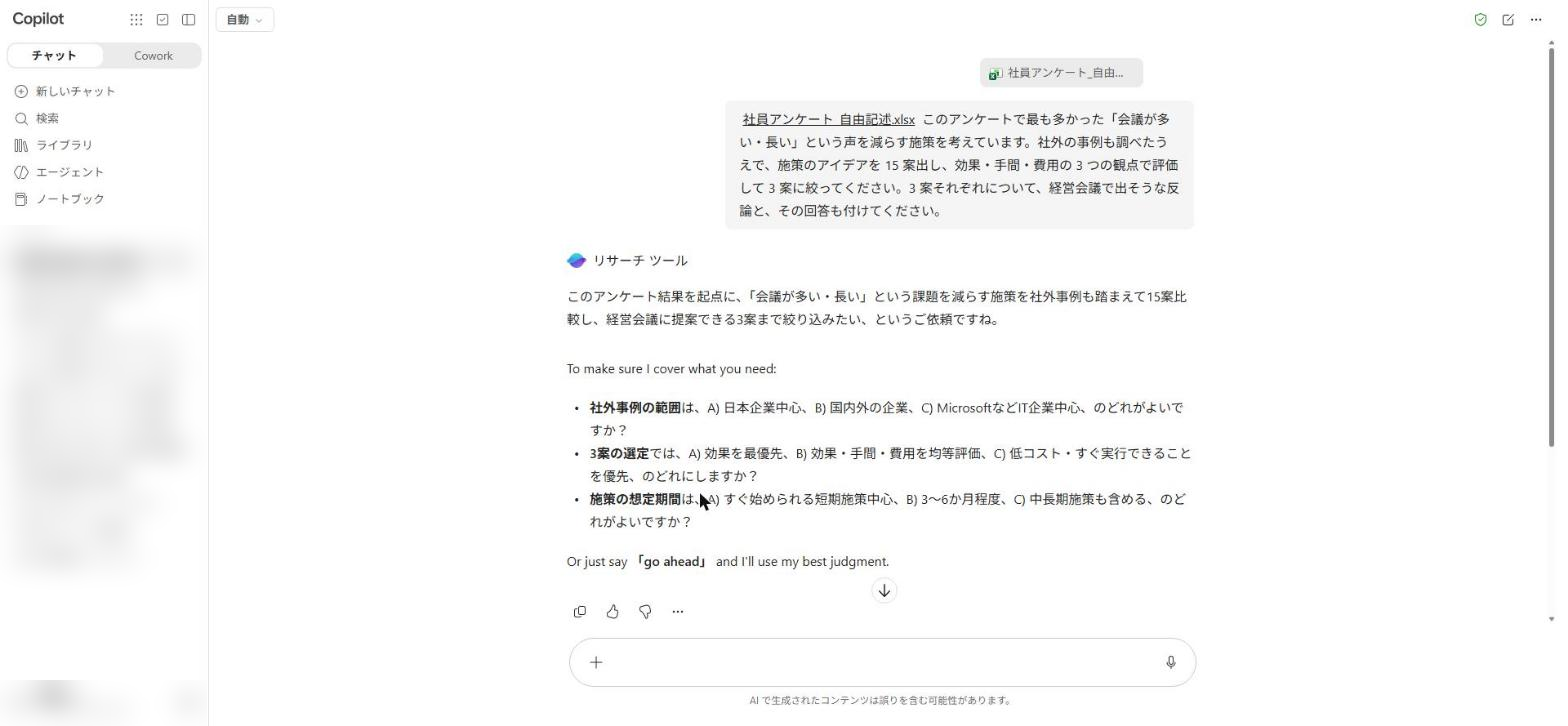 Copilot
自動
チャット
Cowork
新しいチャット
検索
ライブラリ
エージェント
ノートブック
社員アンケート_自由...
社員アンケート_自由記述.xlsx このアンケートで最も多かった「会議が多
い・長い」という声を減らす施策を考えています。社外の事例も調べたう
えで、施策のアイデアを 15 案出し、効果・手間・費用の 3 つの観点で評価
して 3 案に絞ってください。3 案それぞれについて、経営会議で出そうな反
論と、その回答も付けてください。
リサーチ ツール
このアンケート結果を起点に、「会議が多い・長い」という課題を減らす施策を社外事例も踏まえて15案比
較し、経営会議に提案できる3案まで絞り込みたい、というご依頼ですね。
To make sure I cover what you need:
• 社外事例の範囲は、A) 日本企業中心、B) 国内外の企業、C) MicrosoftなどIT企業中心、のどれがよいで
すか？
• 3案の選定では、A) 効果を最優先、B) 効果・手間・費用を均等評価、C) 低コスト・すぐ実行できること
を優先、のどれにしますか？
• 施策の想定期間は、A) すぐ始められる短期施策中心、B) 3～6か月程度、C) 中長期施策も含める、のど
れがよいですか？
Or just say 「go ahead」 and I'll use my best judgment.
AI で生成されたコンテンツは誤りを含む可能性があります。